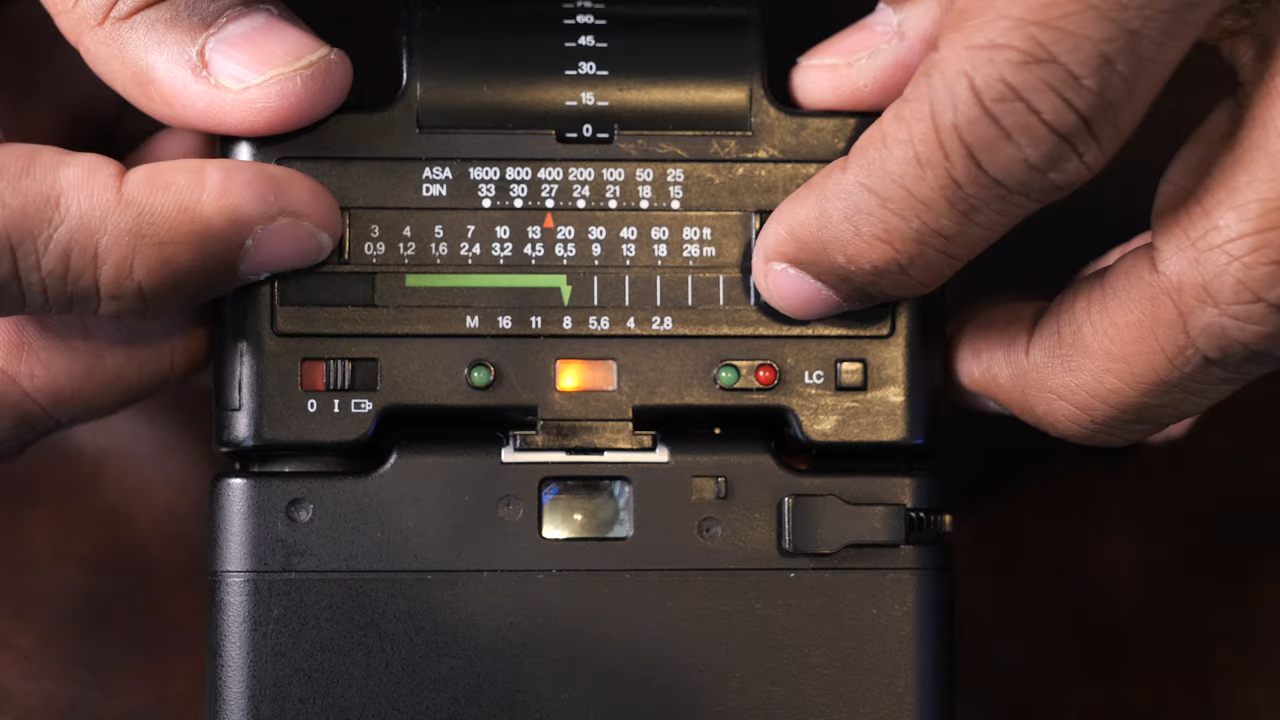 60
45
30
15
0
ASA 1600 800 400 200 100 50 25
DIN 33 30 27 24 21 18 15
3 4 5 7 10 13 20 30 40 60 80 ft
0,9 1,2 1,6 2,4 3,2 4,5 6,5 9 13 18 26 m
M 16 11 8 5,6 4 2,8
LC
0 I